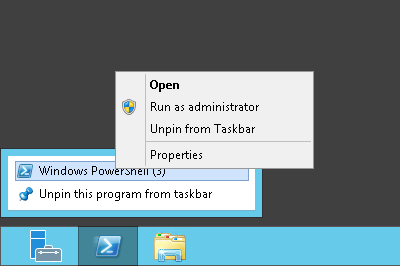 Open
Run as administrator
Unpin from Taskbar
Properties
Windows PowerShell (3)
Unpin this program from taskbar